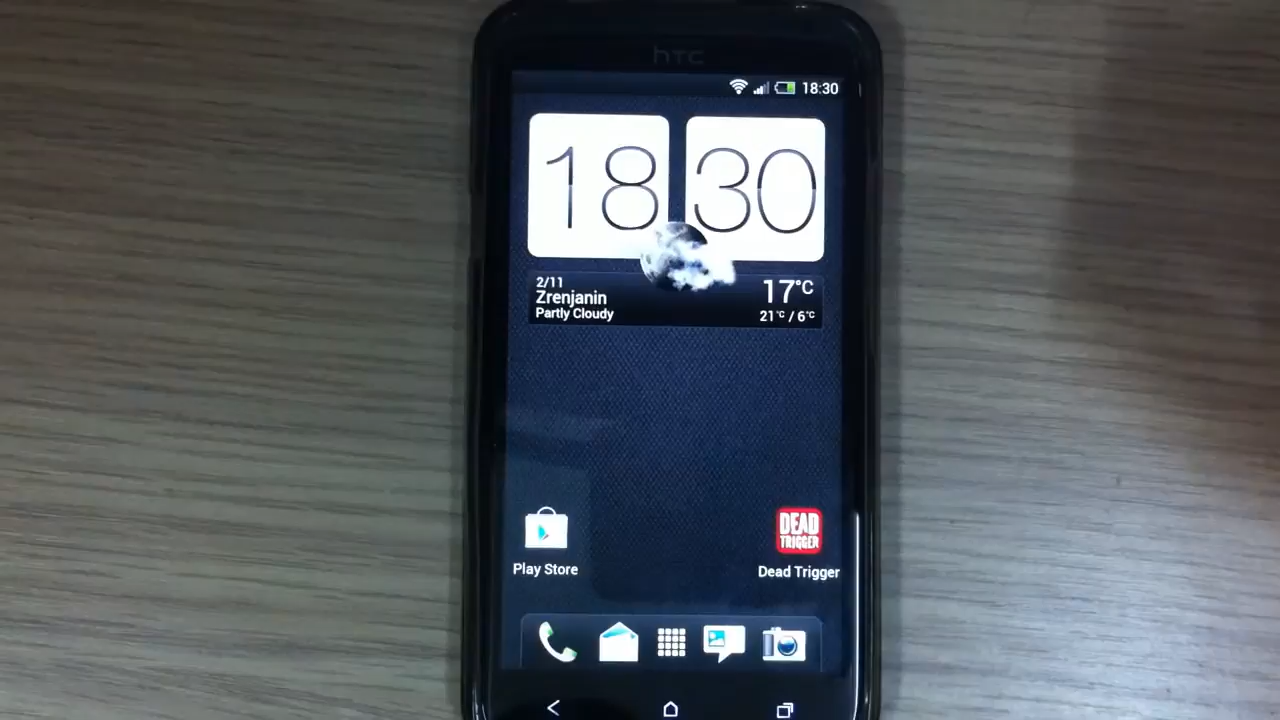 hTC
18:30
18 30
2/11
Zrenjanin
Partly Cloudy
17°C
21°C / 6°C
DEAD
TRIGGER
Play Store
Dead Trigger